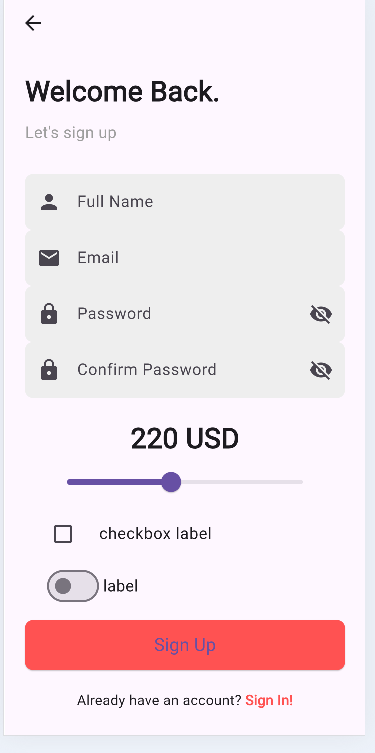 Welcome Back.
Let's sign up
Full Name
Email
Password
Confirm Password
220 USD
checkbox label
label
Sign Up
Already have an account? Sign In!